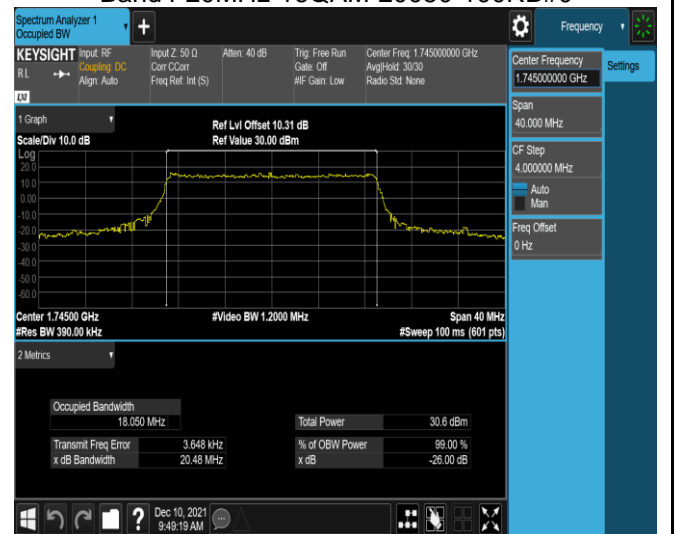 Spectrum Analyzer 1
Occupied BW
+
Frequency
KEYSIGHT
R L
LXI
Input: RF
Coupling: DC
Align: Auto
Input Z: 50 Ω
Corr CCorr
Freq Ref: Int (S)
Atten: 40 dB
Trig: Free Run
Gate: Off
#IF Gain: Low
Center Freq: 1.745000000 GHz
Avg|Hold: 30/30
Radio Std: None
Center Frequency
1.745000000 GHz
Settings
Span
40.000 MHz
CF Step
4.000000 MHz
Auto
Man
Freq Offset
0 Hz
1 Graph
Scale/Div 10.0 dB
Ref Lvl Offset 10.31 dB
Ref Value 30.00 dBm
Log
20.0
10.0
0.00
-10.0
-20.0
-30.0
-40.0
-50.0
-60.0
Center 1.74500 GHz
#Res BW 390.00 kHz
#Video BW 1.2000 MHz
Span 40 MHz
#Sweep 100 ms (601 pts)
2 Metrics
Occupied Bandwidth
18.050 MHz
Total Power 30.6 dBm
Transmit Freq Error 3.648 kHz
% of OBW Power 99.00 %
x dB Bandwidth 20.48 MHz
x dB -26.00 dB
?
Dec 10, 2021
9:49:19 AM